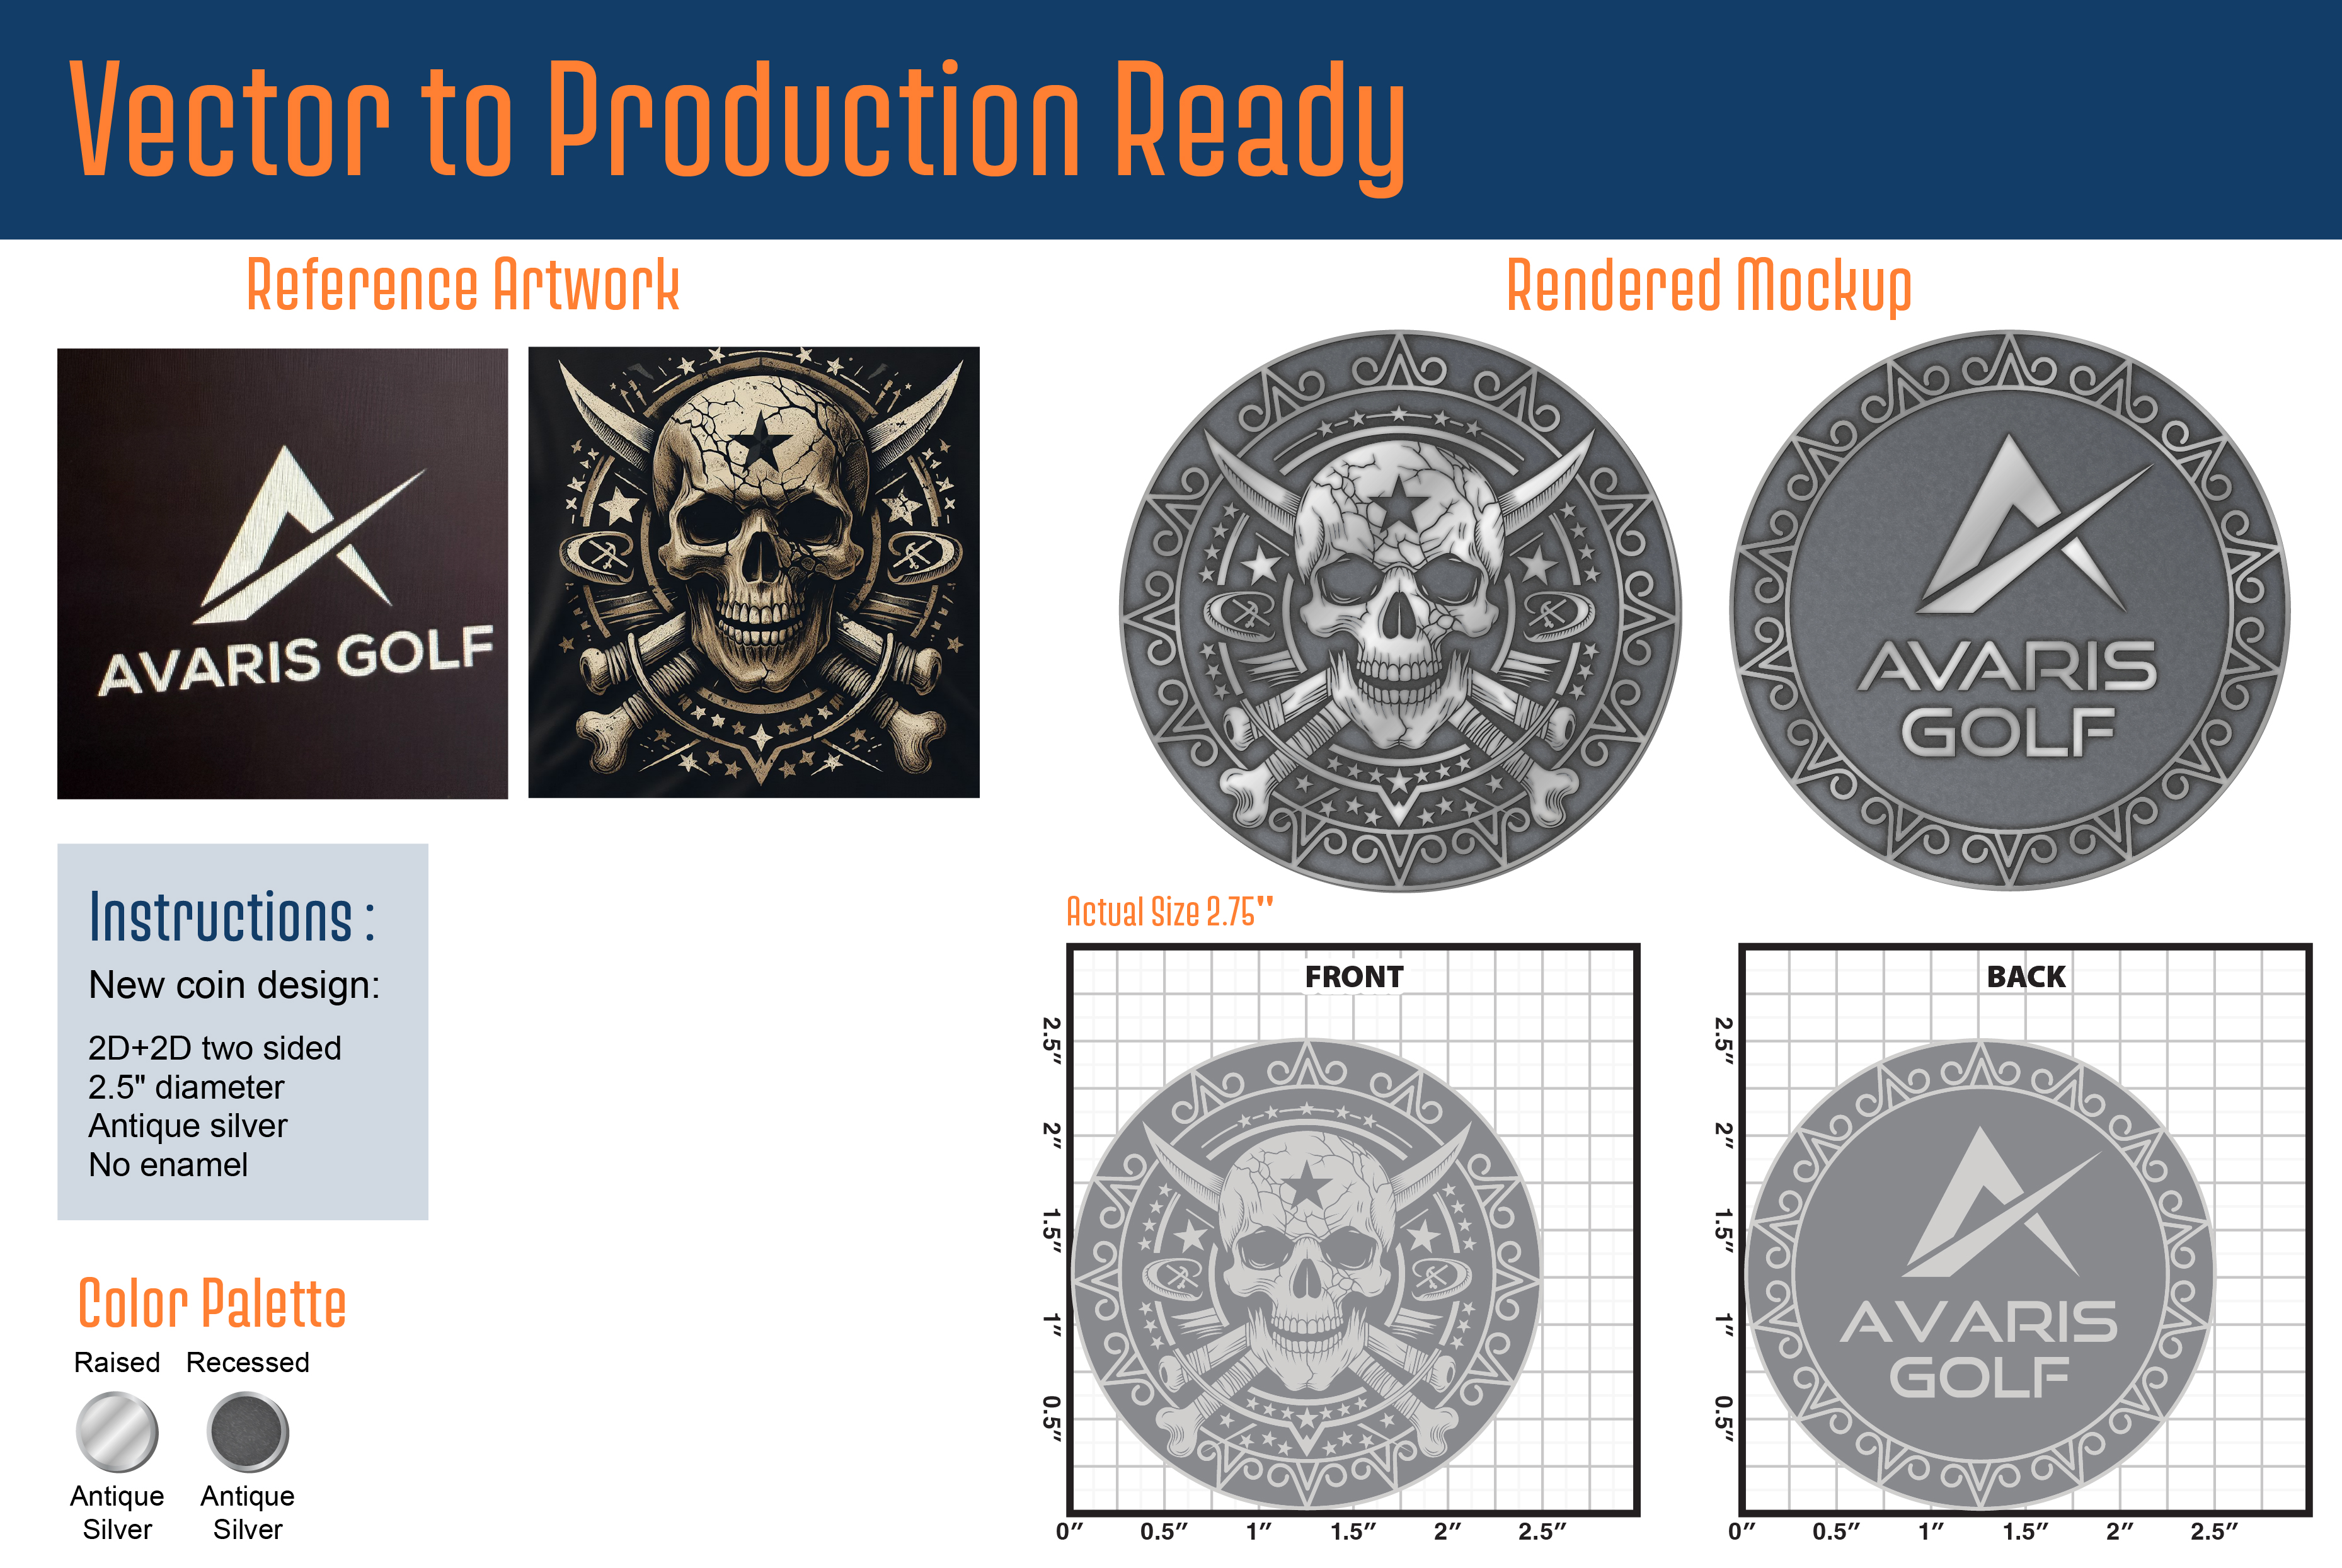 Vector to Production Ready
Reference Artwork
Rendered Mockup
AVARIS GOLF
AVARIS
GOLF
Instructions :
New coin design:
2D+2D two sided
2.5" diameter
Antique silver
No enamel
Color Palette
Raised Recessed
Antique Silver
Antique Silver
Actual Size 2.75"
FRONT
2.5"
2"
1.5"
1"
0.5"
0" 0.5" 1" 1.5" 2" 2.5"
BACK
AVARIS
GOLF
2.5"
2"
1.5"
1"
0.5"
0" 0.5" 1" 1.5" 2" 2.5"